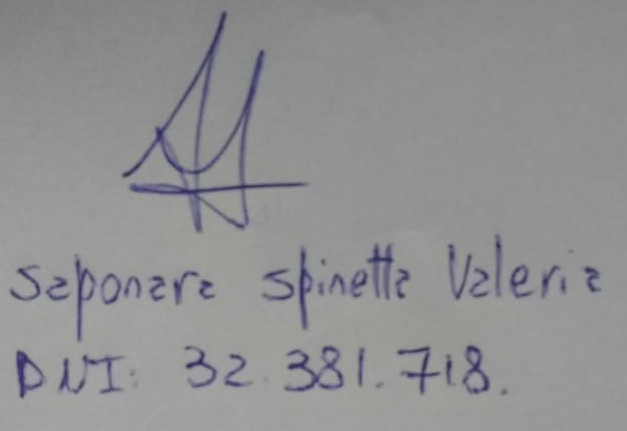 Saponara Spinetta Valeria
DNI: 32.381.718.